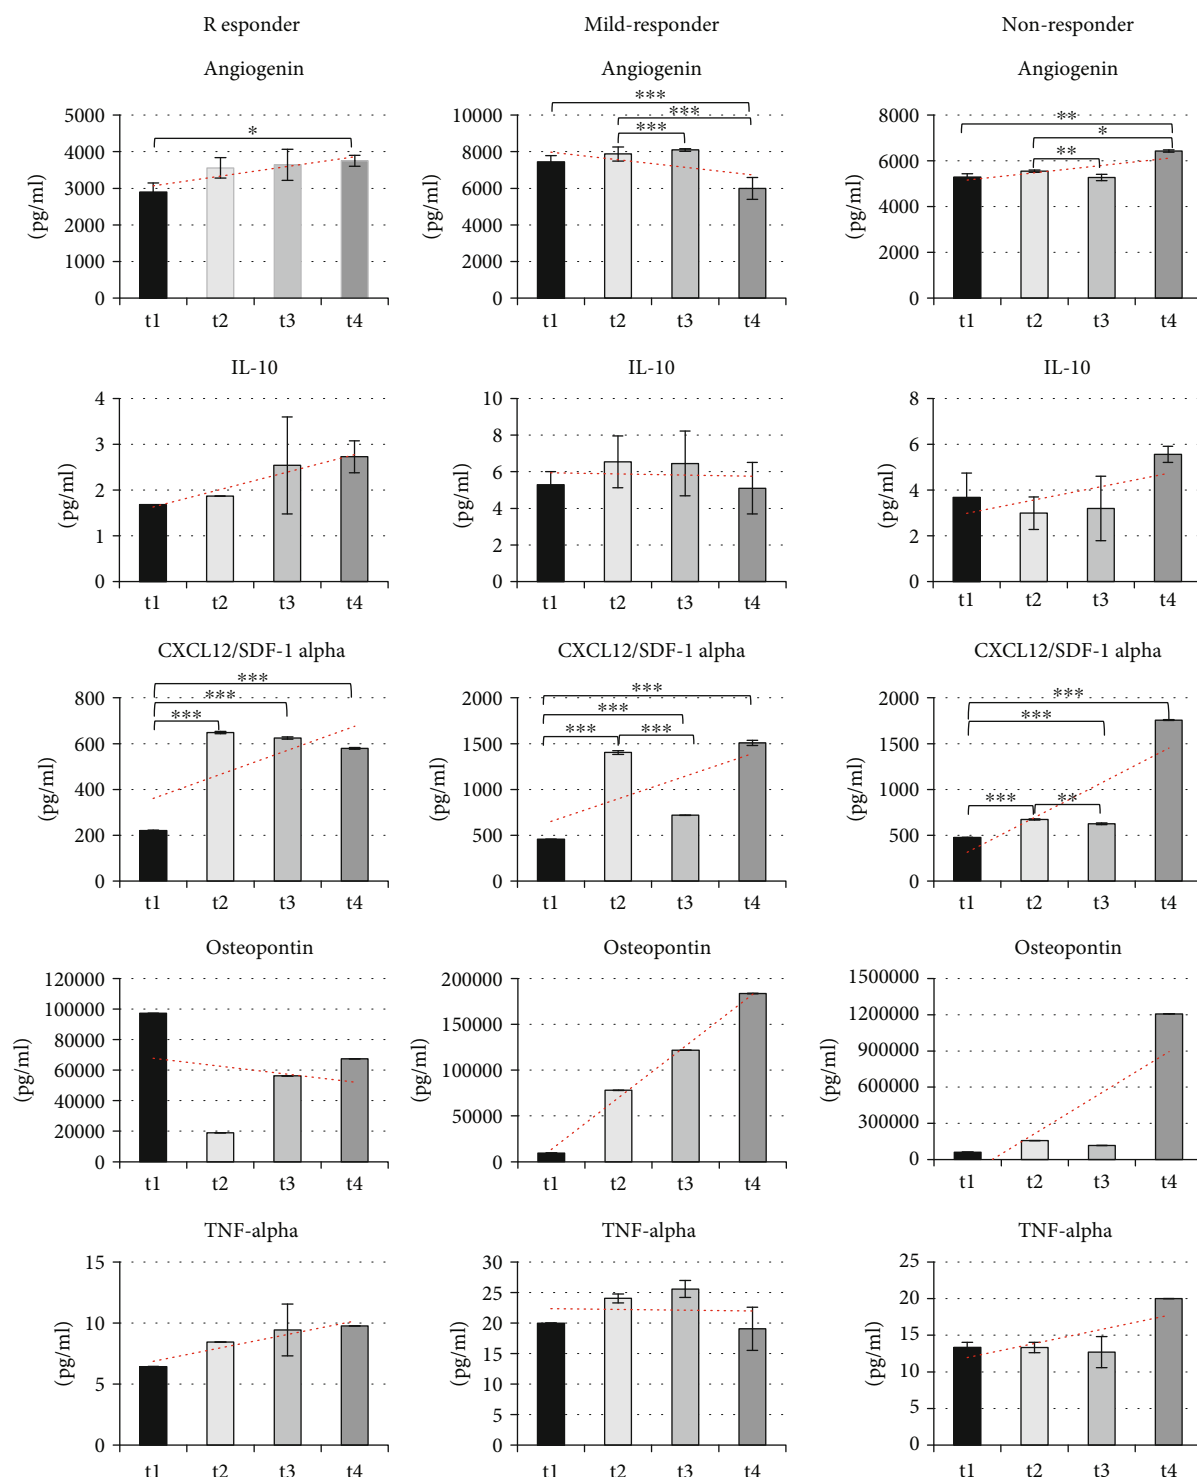 R esponder Mild-responder Non-responder
Angiogenin Angiogenin Angiogenin
*
***
***
***
**
*
**
5000
4000
3000
2000
1000
0
(pg/ml)
t1 t2 t3 t4
10000
8000
6000
4000
2000
0
(pg/ml)
t1 t2 t3 t4
8000
6000
4000
2000
0
(pg/ml)
t1 t2 t3 t4
IL-10 IL-10 IL-10
4
3
2
1
0
(pg/ml)
t1 t2 t3 t4
10
8
6
4
2
0
(pg/ml)
t1 t2 t3 t4
8
6
4
2
0
(pg/ml)
t1 t2 t3 t4
CXCL12/SDF-1 alpha CXCL12/SDF-1 alpha CXCL12/SDF-1 alpha
***
***
***
800
600
400
200
0
(pg/ml)
t1 t2 t3 t4
***
***
*** ***
2000
1500
1000
500
0
(pg/ml)
t1 t2 t3 t4
***
***
*** **
2000
1500
1000
500
0
(pg/ml)
t1 t2 t3 t4
Osteopontin Osteopontin Osteopontin
120000
100000
80000
60000
40000
20000
0
(pg/ml)
t1 t2 t3 t4
200000
150000
100000
50000
0
(pg/ml)
t1 t2 t3 t4
1500000
1200000
900000
600000
300000
0
(pg/ml)
t1 t2 t3 t4
TNF-alpha TNF-alpha TNF-alpha
15
10
5
0
(pg/ml)
t1 t2 t3 t4
30
25
20
15
10
5
0
(pg/ml)
t1 t2 t3 t4
25
20
15
10
5
0
(pg/ml)
t1 t2 t3 t4